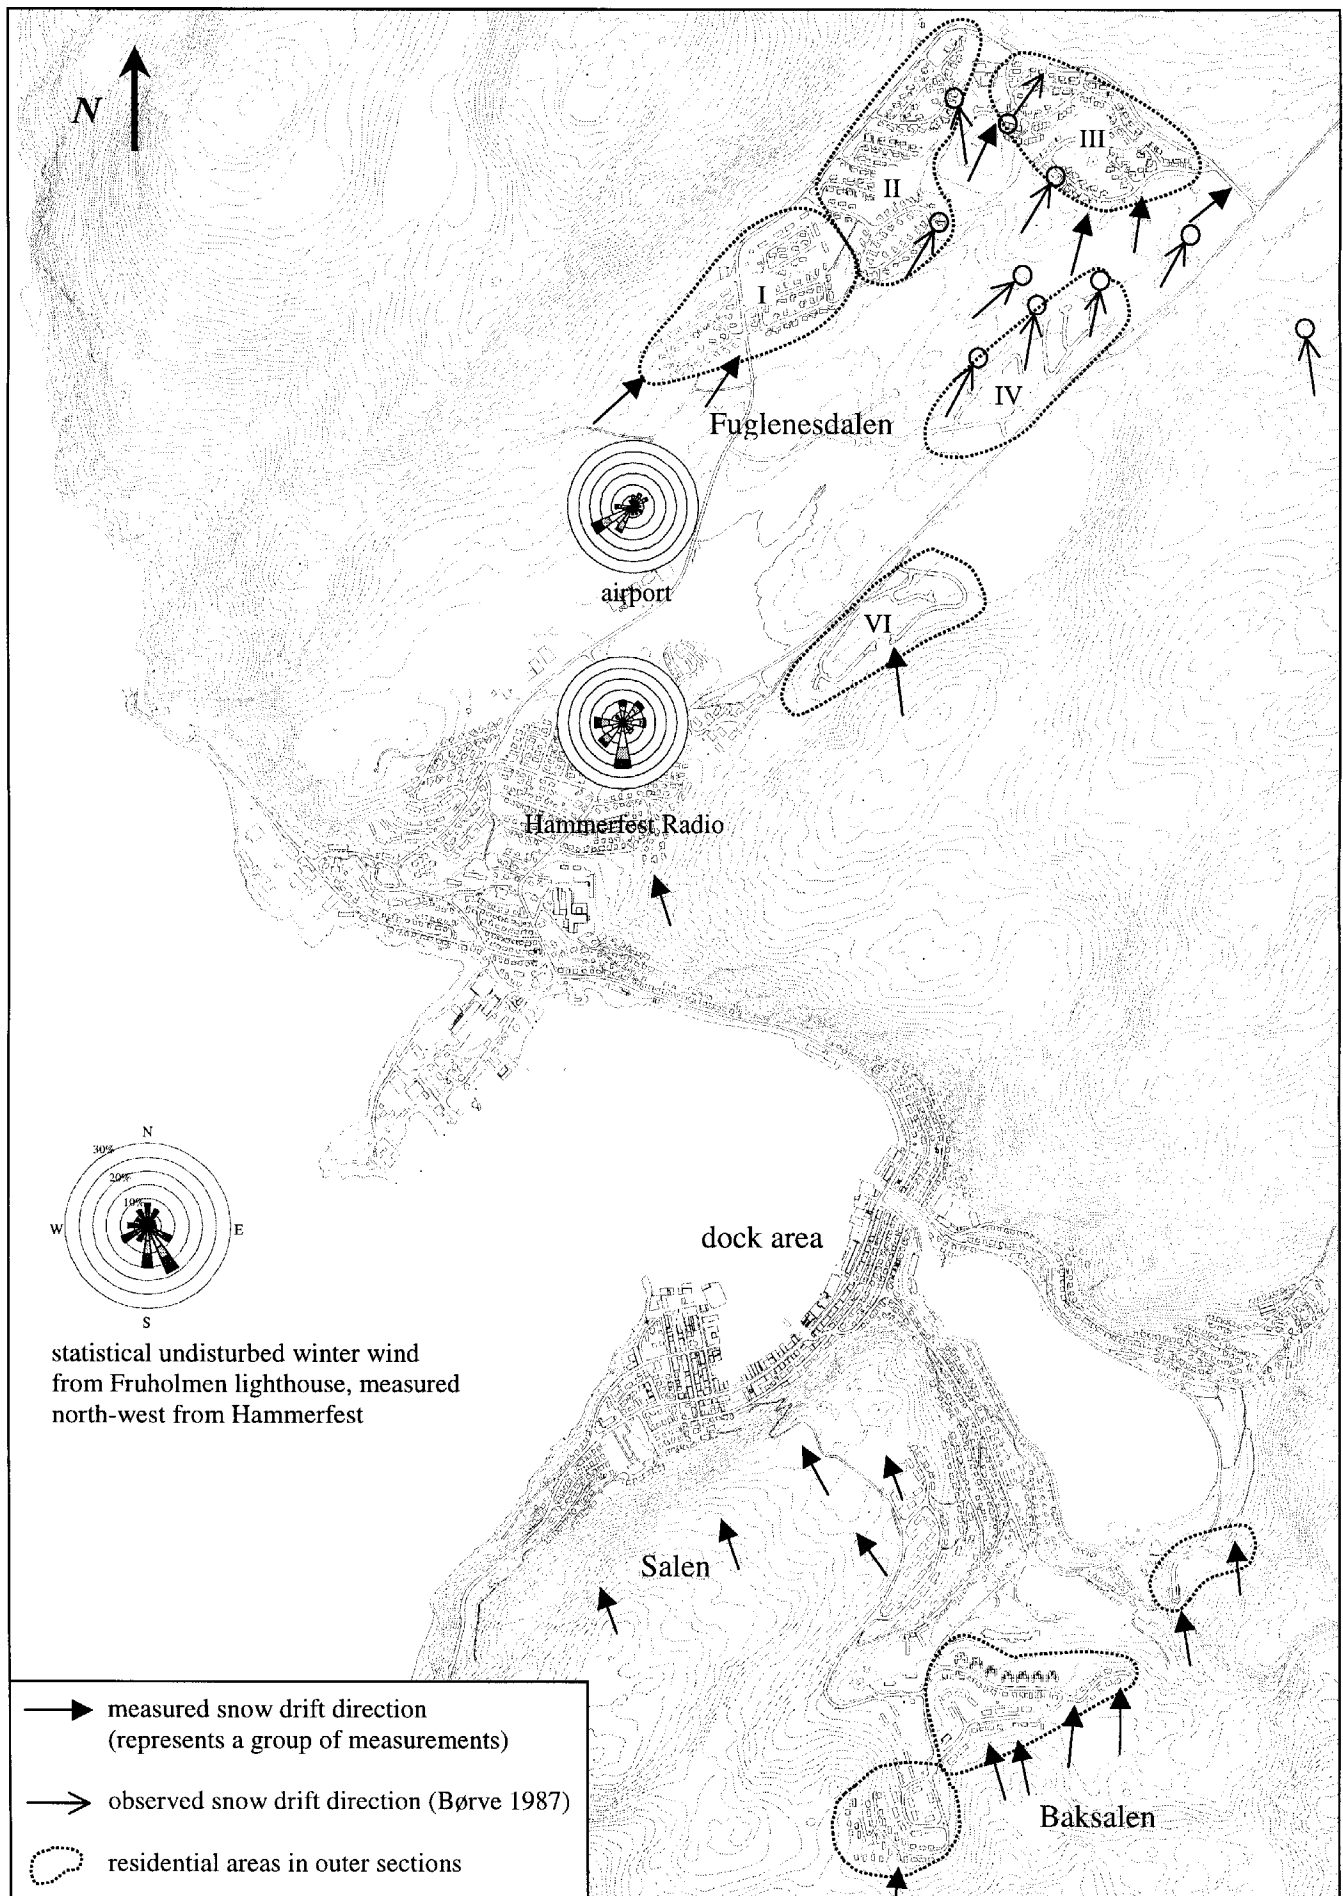 N
III
II
I
IV
Fuglenesdalen
airport
VI
Hammerfest Radio
N
30%
20%
10%
W
E
S
dock area
statistical undisturbed winter wind
from Fruholmen lighthouse, measured
north-west from Hammerfest
Salen
measured snow drift direction
(represents a group of measurements)
observed snow drift direction (Børve 1987)
Baksalen
residential areas in outer sections